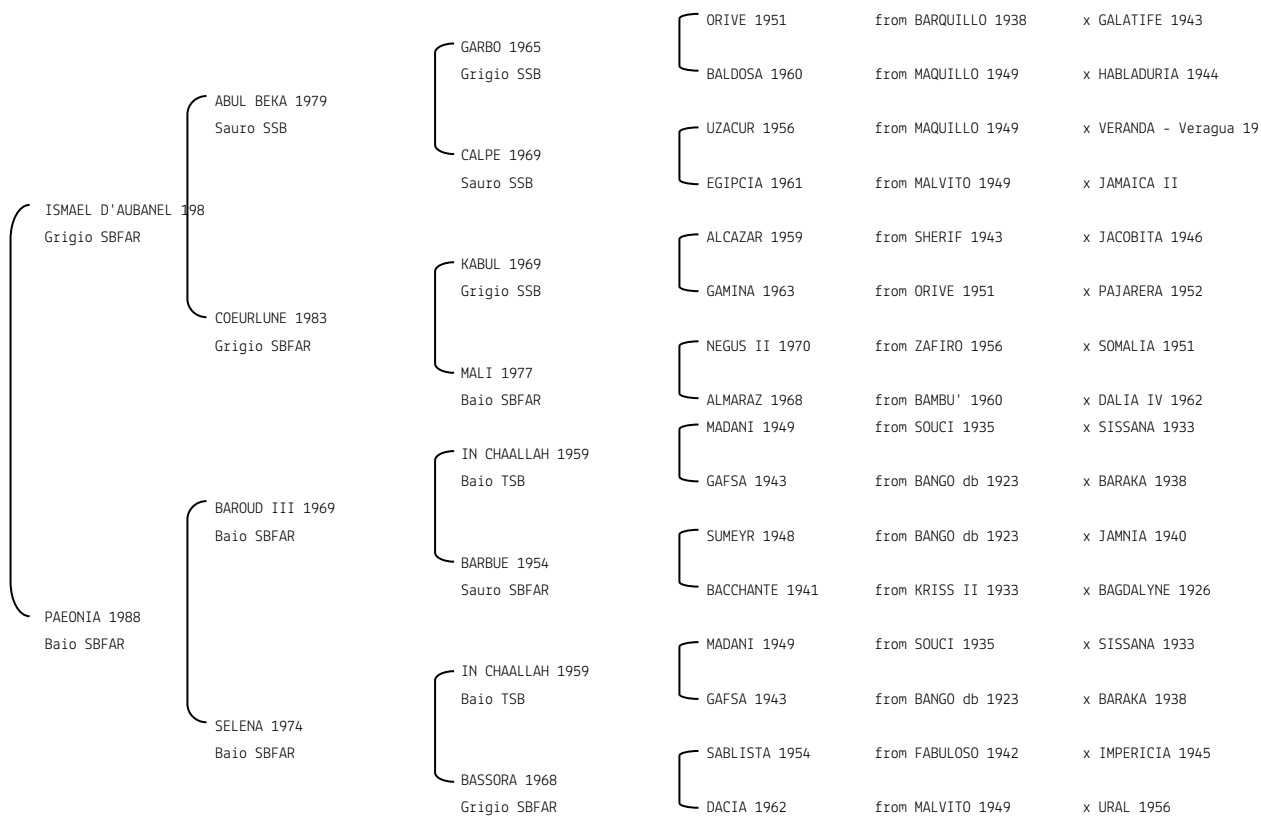 ORIVE 1951 from BARQUILLO 1938 x GALATIFE 1943
GARBO 1965
Grigio SSB BALDOSA 1960 from MAQUILLO 1949 x HABLADURIA 1944
ABUL BEKA 1979
Sauro SSB UZACUR 1956 from MAQUILLO 1949 x VERANDA - Veragua 19
CALPE 1969
Sauro SSB EGIPCIA 1961 from MALVITO 1949 x JAMAICA II
ISMAEL D'AUBANEL 198
Grigio SBFAR ALCAZAR 1959 from SHERIF 1943 x JACOBITA 1946
KABUL 1969
Grigio SSB GAMINA 1963 from ORIVE 1951 x PAJARERA 1952
COEURLUNE 1983
Grigio SBFAR NEGUS II 1970 from ZAFIRO 1956 x SOMALIA 1951
MALI 1977
Baio SBFAR ALMARAZ 1968 from BAMBU' 1960 x DALIA IV 1962
MADANI 1949 from SOUCI 1935 x SISSANA 1933
IN CHAALLAH 1959
Baio TSB GAFSA 1943 from BANGO db 1923 x BARAKA 1938
BAROUD III 1969
Baio SBFAR SUMEYR 1948 from BANGO db 1923 x JAMNIA 1940
BARBUE 1954
Sauro SBFAR BACCHANTE 1941 from KRISS II 1933 x BAGDALYNE 1926
PAEONIA 1988
Baio SBFAR MADANI 1949 from SOUCI 1935 x SISSANA 1933
IN CHAALLAH 1959
Baio TSB GAFSA 1943 from BANGO db 1923 x BARAKA 1938
SELENA 1974
Baio SBFAR SABLISTA 1954 from FABULOSO 1942 x IMPERICIA 1945
BASSORA 1968
Grigio SBFAR DACIA 1962 from MALVITO 1949 x URAL 1956